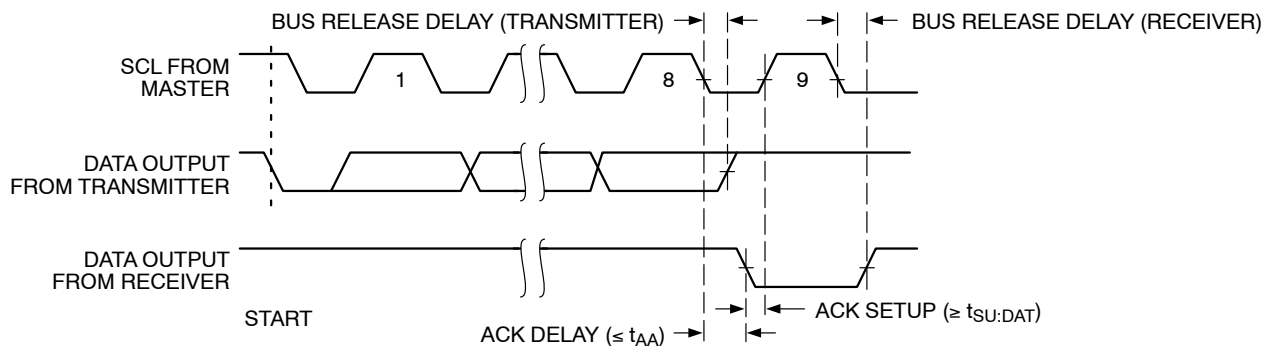 BUS RELEASE DELAY (TRANSMITTER)
BUS RELEASE DELAY (RECEIVER)
SCL FROM
MASTER
1
8
9
DATA OUTPUT
FROM TRANSMITTER
DATA OUTPUT
FROM RECEIVER
START
ACK DELAY (≤ tAA)
ACK SETUP (≥ tSU:DAT)